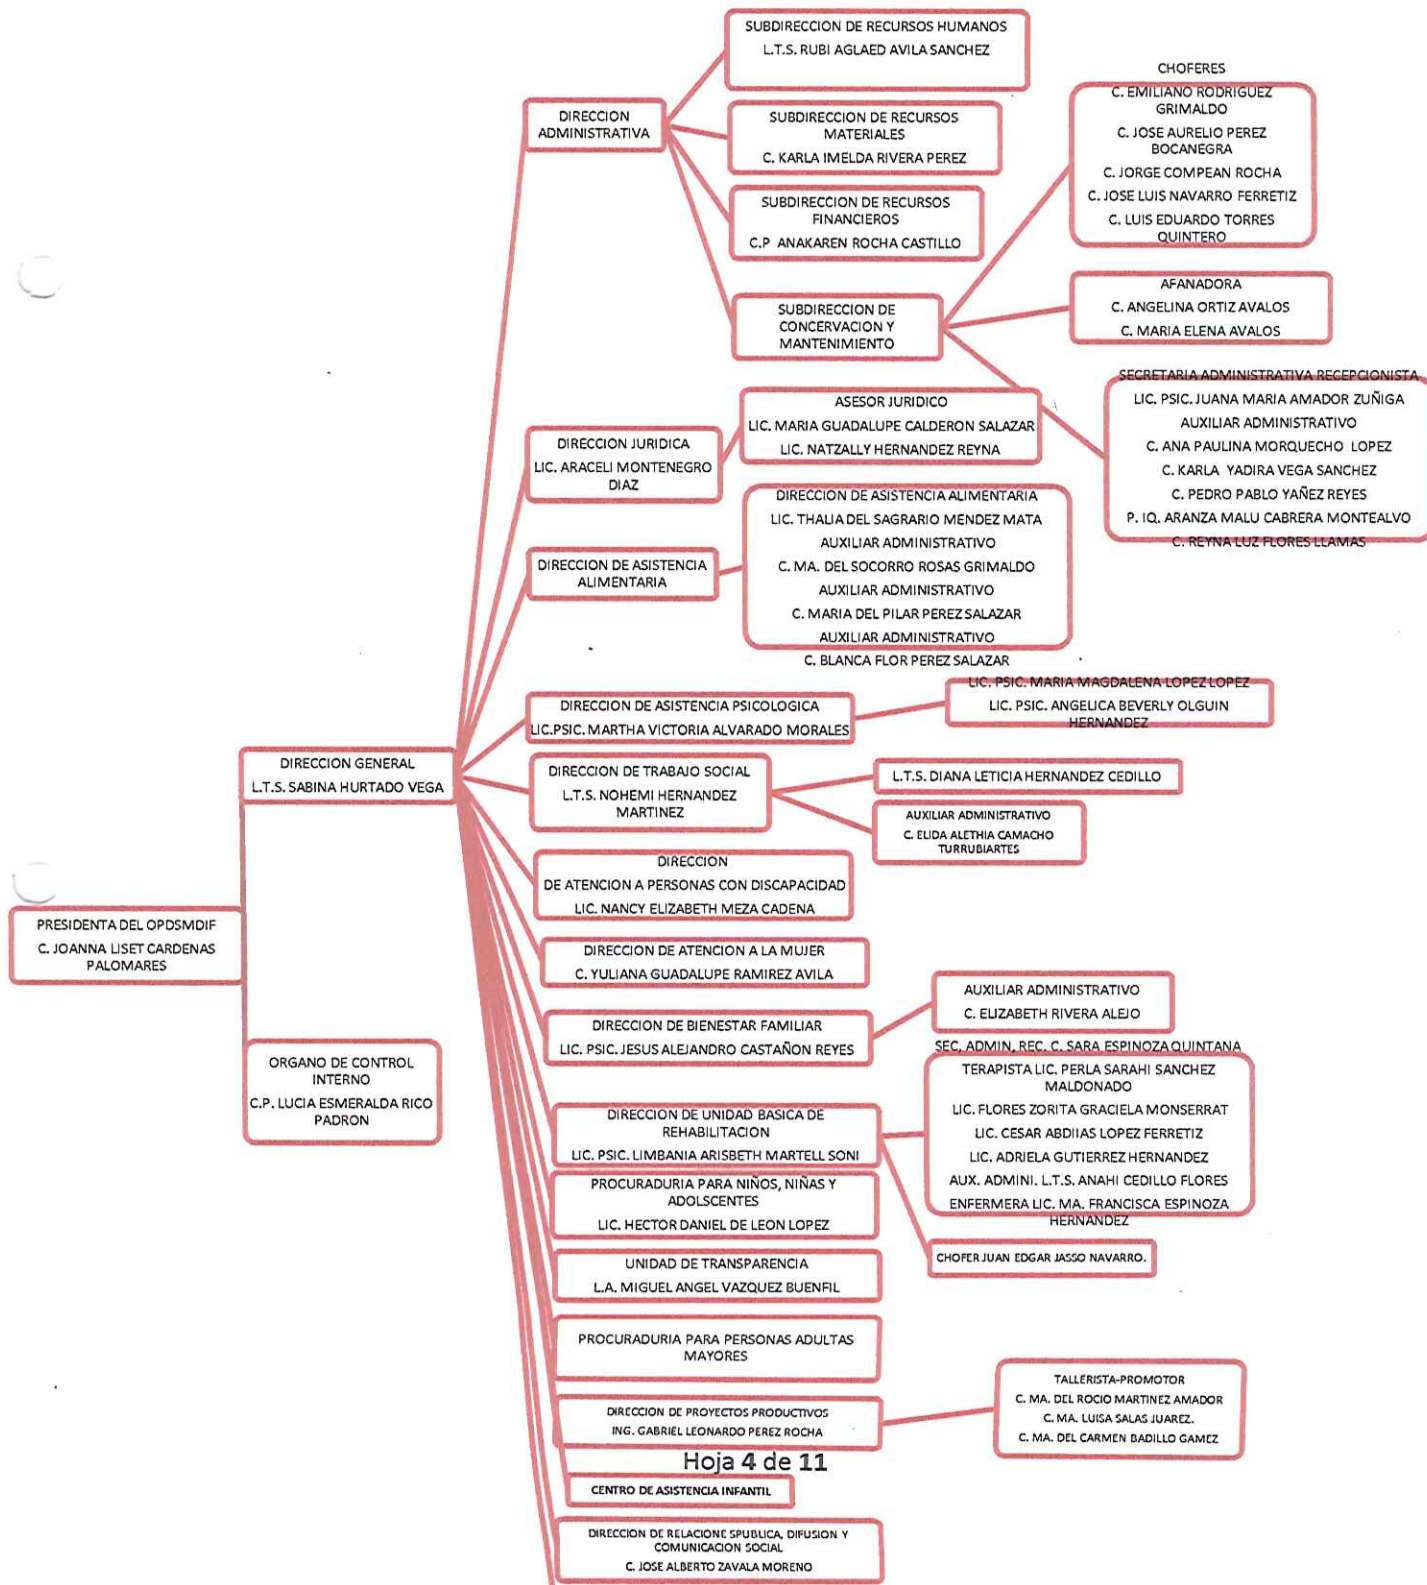 SUBDIRECCION DE RECURSOS HUMANOS
L.T.S. RUBI AGLAED AVILA SANCHEZ
CHOFERES
C. EMILIANO RODRIGUEZ
GRIMALDO
C. JOSE AURELIO PEREZ
BOCANEGRA
C. JORGE COMPEAN ROCHA
C. JOSE LUIS NAVARRO FERRETIZ
C. LUIS EDUARDO TORRES
QUINTERO
DIRECCION
ADMINISTRATIVA
SUBDIRECCION DE RECURSOS
MATERIALES
C. KARLA IMELDA RIVERA PEREZ
SUBDIRECCION DE RECURSOS
FINANCIEROS
C.P ANAKAREN ROCHA CASTILLO
SUBDIRECCION DE
CONCERVACION Y
MANTENIMIENTO
AFANADORA
C. ANGELINA ORTIZ AVALOS
C. MARIA ELENA AVALOS
SECRETARIA ADMINISTRATIVA RECEPCIONISTA
LIC. PSIC. JUANA MARIA AMADOR ZUÑIGA
AUXILIAR ADMINISTRATIVO
C. ANA PAULINA MORQUECHO LOPEZ
C. KARLA YADIRA VEGA SANCHEZ
C. PEDRO PABLO YAÑEZ REYES
P. IQ. ARANZA MALU CABRERA MONTEALVO
C. REYNA LUZ FLORES LLAMAS
DIRECCION JURIDICA
LIC. ARACELI MONTENEGRO
DIAZ
ASESOR JURIDICO
LIC. MARIA GUADALUPE CALDERON SALAZAR
LIC. NATZALLY HERNANDEZ REYNA
DIRECCION DE ASISTENCIA
ALIMENTARIA
DIRECCION DE ASISTENCIA ALIMENTARIA
LIC. THALIA DEL SAGRARIO MENDEZ MATA
AUXILIAR ADMINISTRATIVO
C. MA. DEL SOCORRO ROSAS GRIMALDO
AUXILIAR ADMINISTRATIVO
C. MARIA DEL PILAR PEREZ SALAZAR
AUXILIAR ADMINISTRATIVO
C. BLANCA FLOR PEREZ SALAZAR
DIRECCION DE ASISTENCIA PSICOLOGICA
LIC.PSIC. MARTHA VICTORIA ALVARADO MORALES
LIC. PSIC. MARIA MAGDALENA LOPEZ LOPEZ
LIC. PSIC. ANGELICA BEVERLY OLGUIN
HERNANDEZ
DIRECCION GENERAL
L.T.S. SABINA HURTADO VEGA
DIRECCION DE TRABAJO SOCIAL
L.T.S. NOHEMI HERNANDEZ
MARTINEZ
L.T.S. DIANA LETICIA HERNANDEZ CEDILLO
AUXILIAR ADMINISTRATIVO
C. ELIDA ALETHIA CAMACHO
TURRUBIARTES
DIRECCION
DE ATENCION A PERSONAS CON DISCAPACIDAD
LIC. NANCY ELIZABETH MEZA CADENA
PRESIDENTA DEL OPDSMDIF
C. JOANNA LISET CARDENAS
PALOMARES
DIRECCION DE ATENCION A LA MUJER
C. YULIANA GUADALUPE RAMIREZ AVILA
DIRECCION DE BIENESTAR FAMILIAR
LIC. PSIC. JESUS ALEJANDRO CASTAÑON REYES
AUXILIAR ADMINISTRATIVO
C. ELIZABETH RIVERA ALEJO
ORGANO DE CONTROL
INTERNO
C.P. LUCIA ESMERALDA RICO
PADRON
DIRECCION DE UNIDAD BASICA DE
REHABILITACION
LIC. PSIC. LIMBANIA ARISBETH MARTELL SONI
SEC, ADMIN, REC. C. SARA ESPINOZA QUINTANA
TERAPISTA LIC. PERLA SARAHI SANCHEZ
MALDONADO
LIC. FLORES ZORITA GRACIELA MONSERRAT
LIC. CESAR ABDIIAS LOPEZ FERRETIZ
LIC. ADRIELA GUTIERREZ HERNANDEZ
AUX. ADMINI. L.T.S. ANAHI CEDILLO FLORES
ENFERMERA LIC. MA. FRANCISCA ESPINOZA
HERNANDEZ
CHOFER JUAN EDGAR JASSO NAVARRO.
PROCURADURIA PARA NIÑOS, NIÑAS Y
ADOLSCENTES
LIC. HECTOR DANIEL DE LEON LOPEZ
UNIDAD DE TRANSPARENCIA
L.A. MIGUEL ANGEL VAZQUEZ BUENFIL
PROCURADURIA PARA PERSONAS ADULTAS
MAYORES
DIRECCION DE PROYECTOS PRODUCTIVOS
ING. GABRIEL LEONARDO PEREZ ROCHA
TALLERISTA-PROMOTOR
C. MA. DEL ROCIO MARTINEZ AMADOR
C. MA. LUISA SALAS JUAREZ.
C. MA. DEL CARMEN BADILLO GAMEZ
Hoja 4 de 11
CENTRO DE ASISTENCIA INFANTIL
DIRECCION DE RELACIONE SPUBLICA, DIFUSION Y
COMUNICACION SOCIAL
C. JOSE ALBERTO ZAVALA MORENO